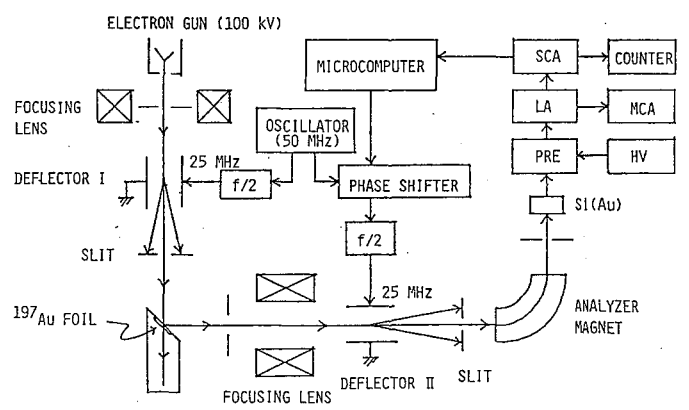 ELECTRON GUN (100 kV)
FOCUSING
LENS
DEFLECTOR I
SLIT
197Au FOIL
25 MHz
f/2
OSCILLATOR
(50 MHz)
MICROCOMPUTER
PHASE SHIFTER
f/2
25 MHz
FOCUSING LENS
DEFLECTOR II
SLIT
SCA
COUNTER
LA
MCA
PRE
HV
Si(Au)
ANALYZER
MAGNET